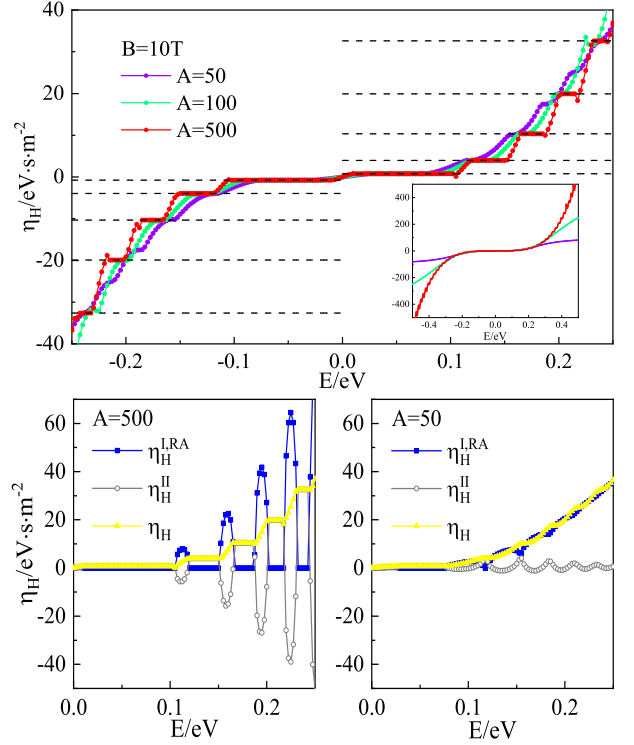 η_H/eV·s·m⁻²
40
20
0
-20
-40
B=10T
A=50
A=100
A=500
400
200
0
-200
-400
-0.4 -0.2 0.0 0.2 0.4
E/eV
-0.2 -0.1 0.0 0.1 0.2
E/eV
η_H/eV·s·m⁻²
60
40
20
0
-20
-40
A=500
η_H^{I,RA}
η_H^{II}
η_H
0.0 0.1 0.2
E/eV
60
40
20
0
-20
-40
A=50
η_H^{I,RA}
η_H^{II}
η_H
0.0 0.1 0.2
E/eV